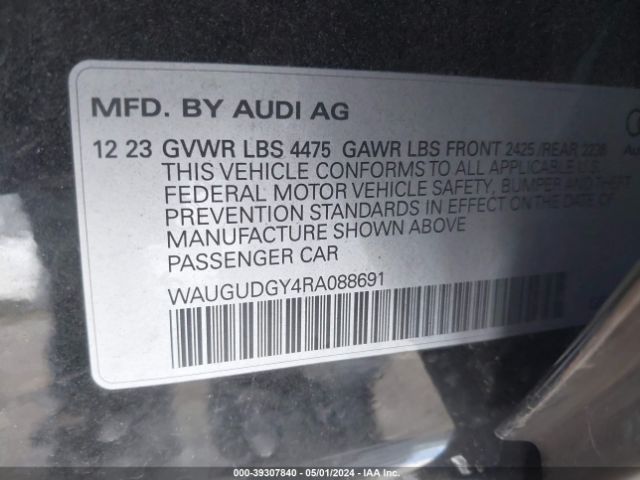 MFD. BY AUDI AG
12 23 GVWR LBS 4475 GAWR LBS FRONT 2425 /REAR 2238
THIS VEHICLE CONFORMS TO ALL APPLICABLE U.S.
FEDERAL MOTOR VEHICLE SAFETY, BUMPER AND THEFT
PREVENTION STANDARDS IN EFFECT ON THE DATE OF
MANUFACTURE SHOWN ABOVE
PASSENGER CAR
WAUGUDGY4RA088691
000-39307840 - 05/01/2024 - IAA Inc.